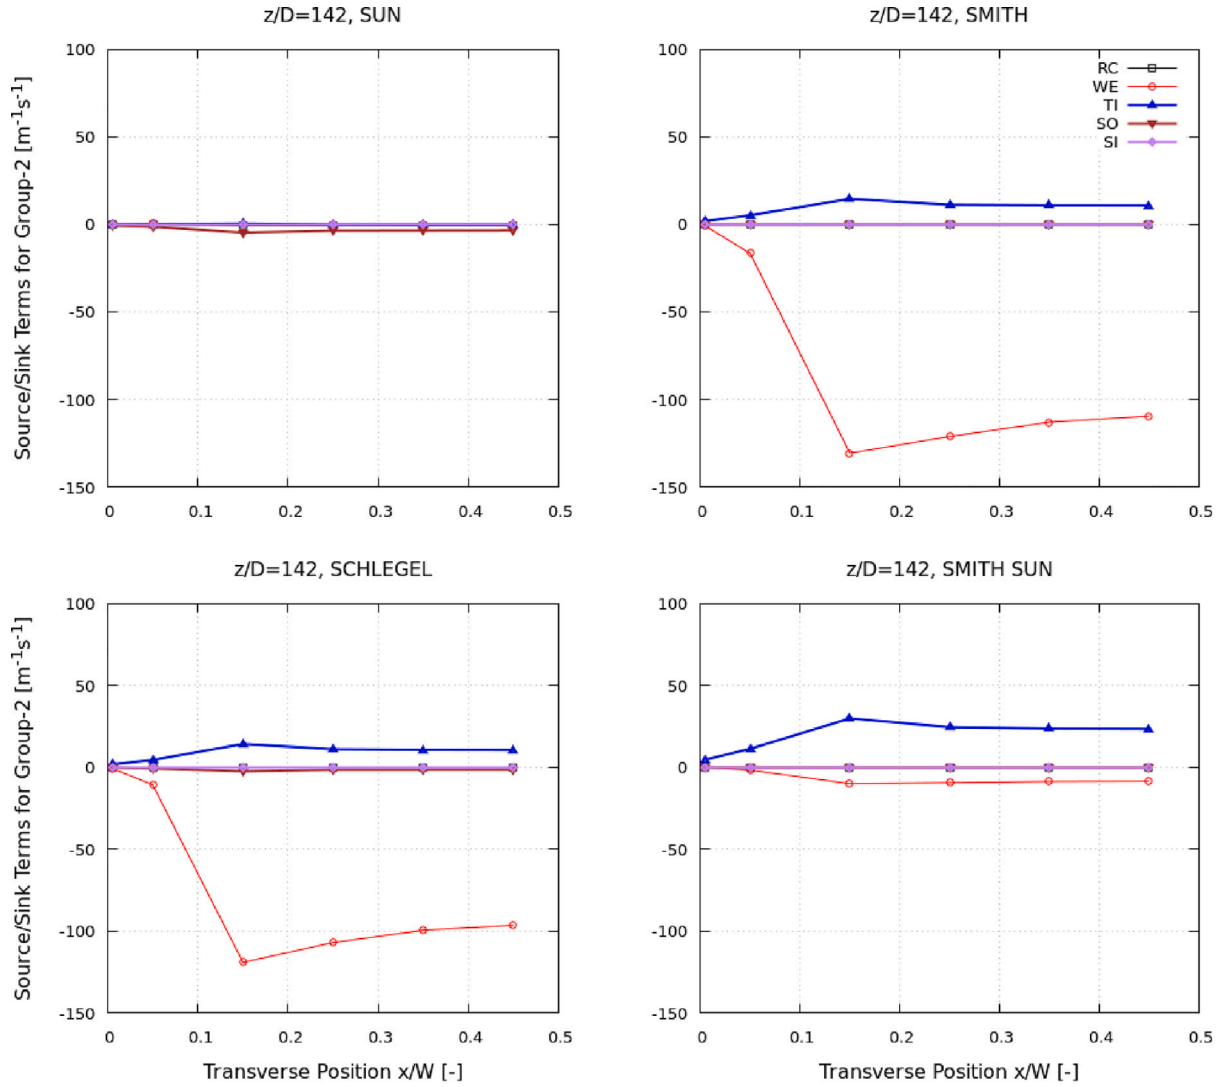 z/D=142, SUN
Source/Sink Terms for Group-2 [m⁻¹s⁻¹]
100
50
0
-50
-100
-150
0 0.1 0.2 0.3 0.4 0.5
z/D=142, SMITH
100
50
0
-50
-100
-150
RC
WE
TI
SO
SI
0 0.1 0.2 0.3 0.4 0.5
z/D=142, SCHLEGEL
Source/Sink Terms for Group-2 [m⁻¹s⁻¹]
100
50
0
-50
-100
-150
0 0.1 0.2 0.3 0.4 0.5
Transverse Position x/W [-]
z/D=142, SMITH SUN
100
50
0
-50
-100
-150
0 0.1 0.2 0.3 0.4 0.5
Transverse Position x/W [-]